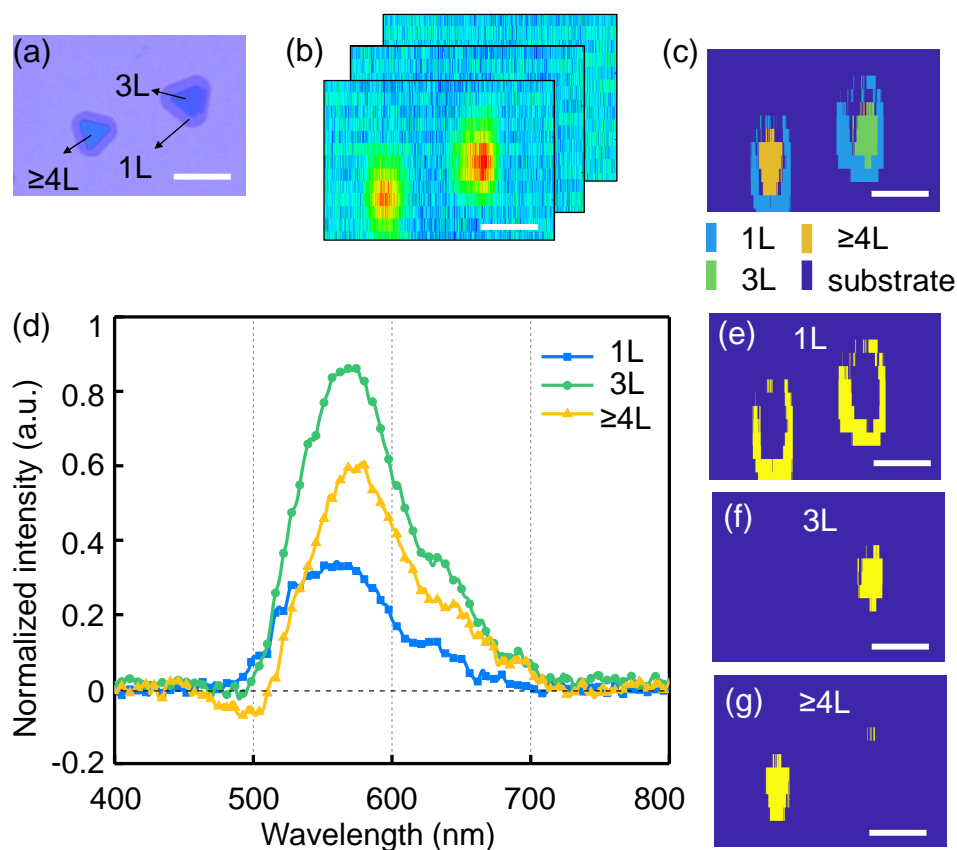 (a)
3L
1L
≥4L
(b)
(c)
1L
≥4L
3L
substrate
(d)
1
0.8
0.6
0.4
0.2
0
-0.2
400
500
600
700
800
Normalized intensity (a.u.)
Wavelength (nm)
1L
3L
≥4L
(e)
1L
(f)
3L
(g)
≥4L